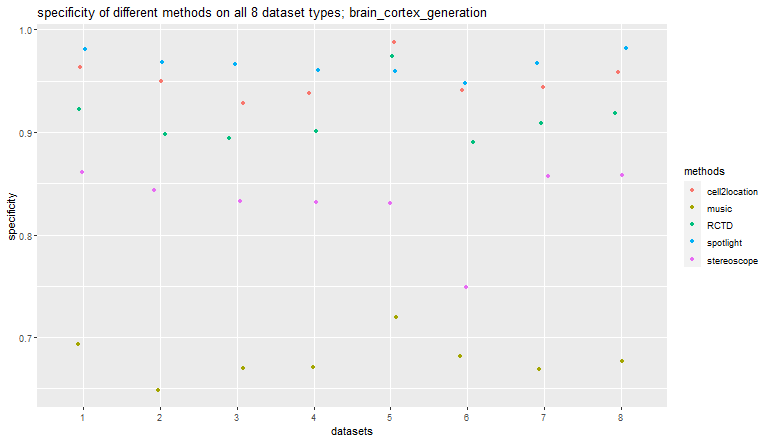 specificity of different methods on all 8 dataset types; brain_cortex_generation
1.0
0.9
0.8
0.7
specificity
1 2 3 4 5 6 7 8
datasets
methods
cell2location
music
RCTD
spotlight
stereoscope